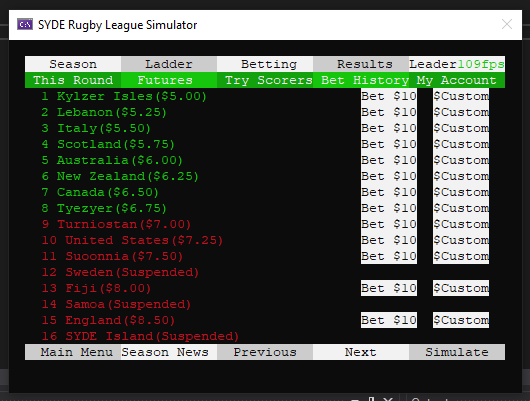 SYDE Rugby League Simulator
Season Ladder Betting Results Leader109fps
This Round Futures Try Scorers Bet History My Account
1 Kylzer Isles($5.00) Bet $10 $Custom
2 Lebanon($5.25) Bet $10 $Custom
3 Italy($5.50) Bet $10 $Custom
4 Scotland($5.75) Bet $10 $Custom
5 Australia($6.00) Bet $10 $Custom
6 New Zealand($6.25) Bet $10 $Custom
7 Canada($6.50) Bet $10 $Custom
8 Tyezyer($6.75) Bet $10 $Custom
9 Turniostan($7.00) Bet $10 $Custom
10 United States($7.25) Bet $10 $Custom
11 Suoonnia($7.50) Bet $10 $Custom
12 Sweden(Suspended)
13 Fiji($8.00) Bet $10 $Custom
14 Samoa(Suspended)
15 England($8.50) Bet $10 $Custom
16 SYDE Island(Suspended)
Main Menu Season News Previous Next Simulate